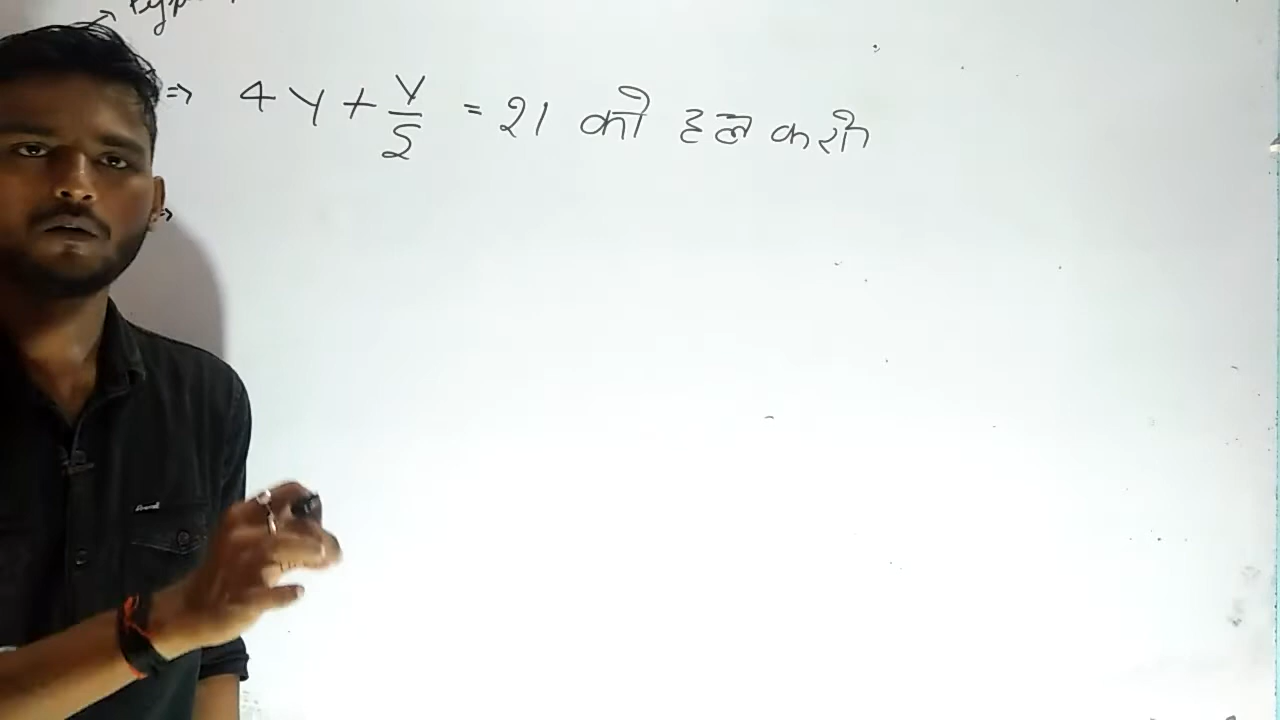 ⇒ 4y + y/5 = 21 को हल करो
⇒